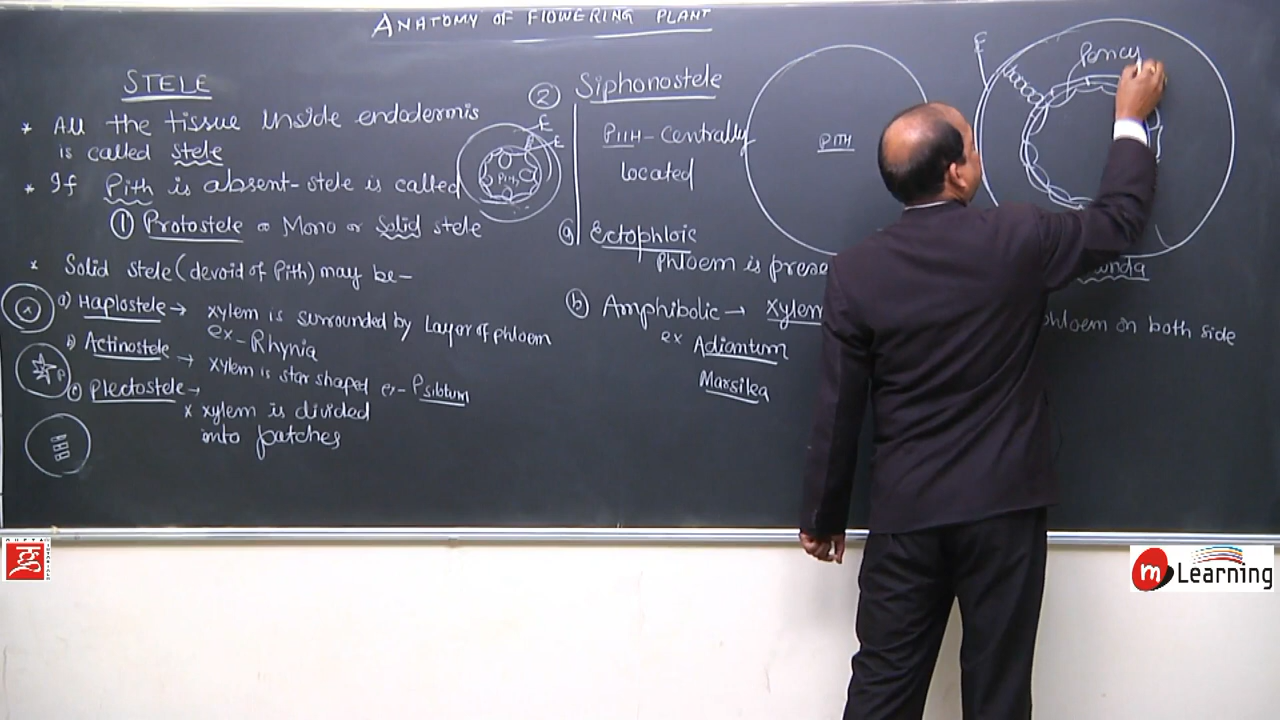 ANATOMY OF FLOWERING PLANT
STELE
* All the tissue inside endodermis
is called stele
* If Pith is absent - stele is called
① Protostele or Mono or Solid stele
* Solid stele (devoid of Pith) may be -
a) Haplostele → xylem is surrounded by Layer of phloem
ex - Rhynia
b) Actinostele → xylem is star shaped ex - Psilotum
c) Plectostele →
* xylem is divided
into patches
x
P
E
P
E
PITH
② Siphonostele
PITH - centrally
located
a) Ectophloic
Phloem is prese
b) Amphibolic → Xylem
phloem on both side
ex Adiantum
Marsilea
PITH
E
Pericy
unda
m Learning